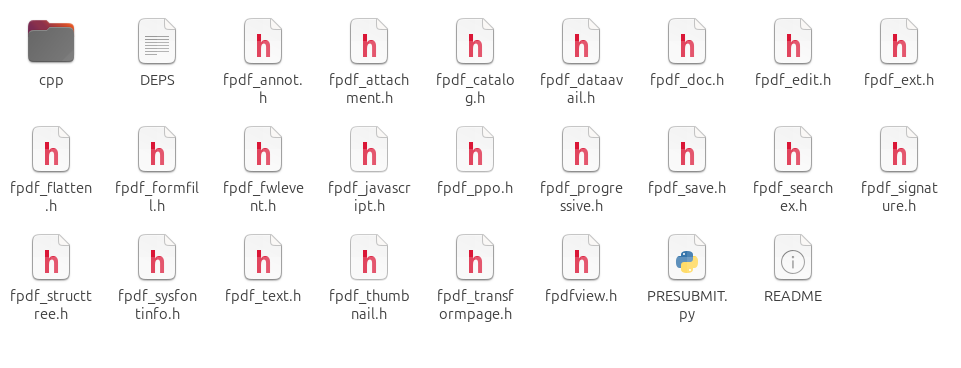 cpp
DEPS
fpdf_annot.
h
fpdf_attach
ment.h
fpdf_catalo
g.h
fpdf_dataav
ail.h
fpdf_doc.h
fpdf_edit.h
fpdf_ext.h
fpdf_flatten
.h
fpdf_formfil
l.h
fpdf_fwleve
nt.h
fpdf_javascr
ipt.h
fpdf_ppo.h
fpdf_progre
ssive.h
fpdf_save.h
fpdf_search
ex.h
fpdf_signat
ure.h
fpdf_structt
ree.h
fpdf_sysfon
tinfo.h
fpdf_text.h
fpdf_thumb
nail.h
fpdf_transf
ormpage.h
fpdfview.h
PRESUBMIT.
py
README